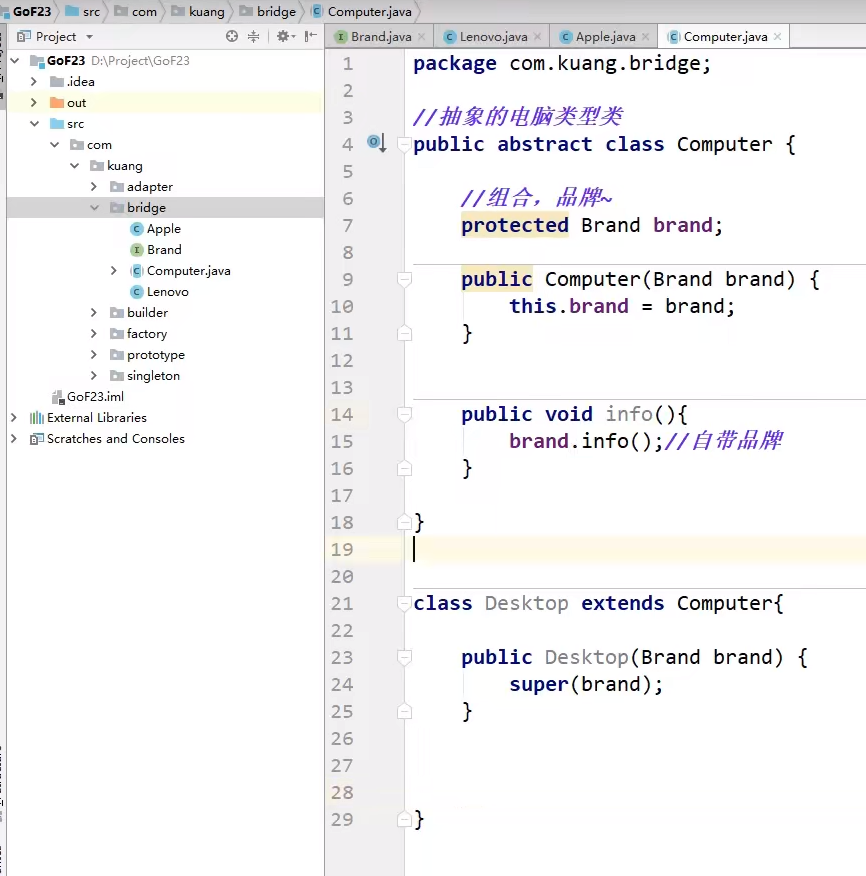 GoF23 src com kuang bridge Computer.java
Project
Brand.java Lenovo.java Apple.java Computer.java
GoF23 D:\Project\GoF23
.idea
out
src
com
kuang
adapter
bridge
Apple
Brand
Computer.java
Lenovo
builder
factory
prototype
singleton
GoF23.iml
External Libraries
Scratches and Consoles
1 package com.kuang.bridge;
2
3 //抽象的电脑类型类
4 public abstract class Computer {
5
6 //组合，品牌~
7 protected Brand brand;
8
9 public Computer(Brand brand) {
10 this.brand = brand;
11 }
12
13
14 public void info(){
15 brand.info();//自带品牌
16 }
17
18 }
19
20
21 class Desktop extends Computer{
22
23 public Desktop(Brand brand) {
24 super(brand);
25 }
26
27
28
29 }